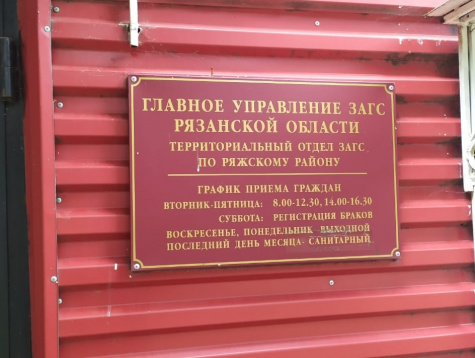 ГЛАВНОЕ УПРАВЛЕНИЕ ЗАГС
РЯЗАНСКОЙ ОБЛАСТИ
ТЕРРИТОРИАЛЬНЫЙ ОТДЕЛ ЗАГС
ПО РЯЖСКОМУ РАЙОНУ
ГРАФИК ПРИЕМА ГРАЖДАН
ВТОРНИК-ПЯТНИЦА: 8.00-12.30, 14.00-16.30
СУББОТА: РЕГИСТРАЦИЯ БРАКОВ
ВОСКРЕСЕНЬЕ, ПОНЕДЕЛЬНИК ВЫХОДНОЙ
ПОСЛЕДНИЙ ДЕНЬ МЕСЯЦА- САНИТАРНЫЙ